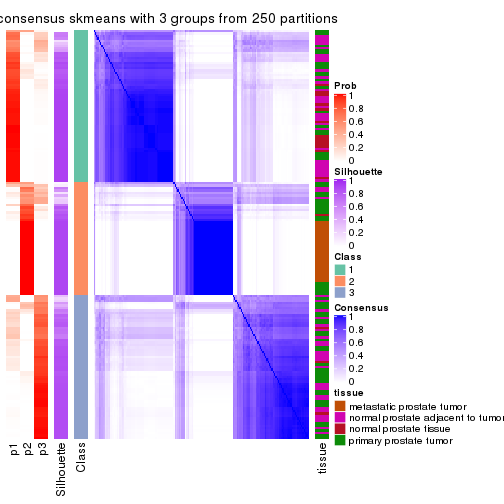 consensus skmeans with 3 groups from 250 partitions
Prob
1
0.8
0.6
0.4
0.2
0
Silhouette
1
0.8
0.6
0.4
0.2
0
Class
1
2
3
Consensus
1
0.8
0.6
0.4
0.2
0
tissue
metastatic prostate tumor
normal prostate adjacent to tumor
normal prostate tissue
primary prostate tumor
p1
p2
p3
Silhouette
Class
tissue